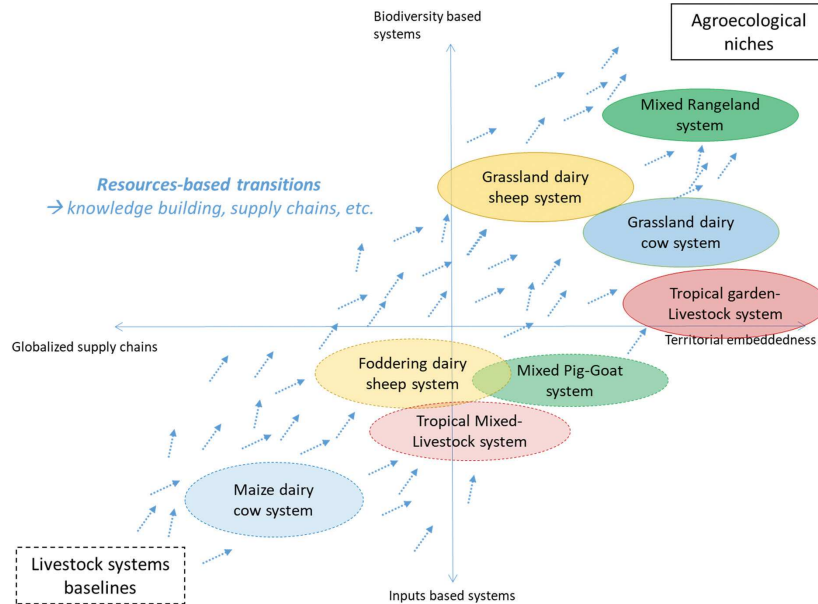 Biodiversity based
systems
Agroecological
niches
Mixed Rangeland
system
Resources-based transitions
→ knowledge building, supply chains, etc.
Grassland dairy
sheep system
Grassland dairy
cow system
Tropical garden-
Livestock system
Globalized supply chains
Territorial embeddedness
Foddering dairy
sheep system
Mixed Pig-Goat
system
Tropical Mixed-
Livestock system
Maize dairy
cow system
Livestock systems
baselines
Inputs based systems